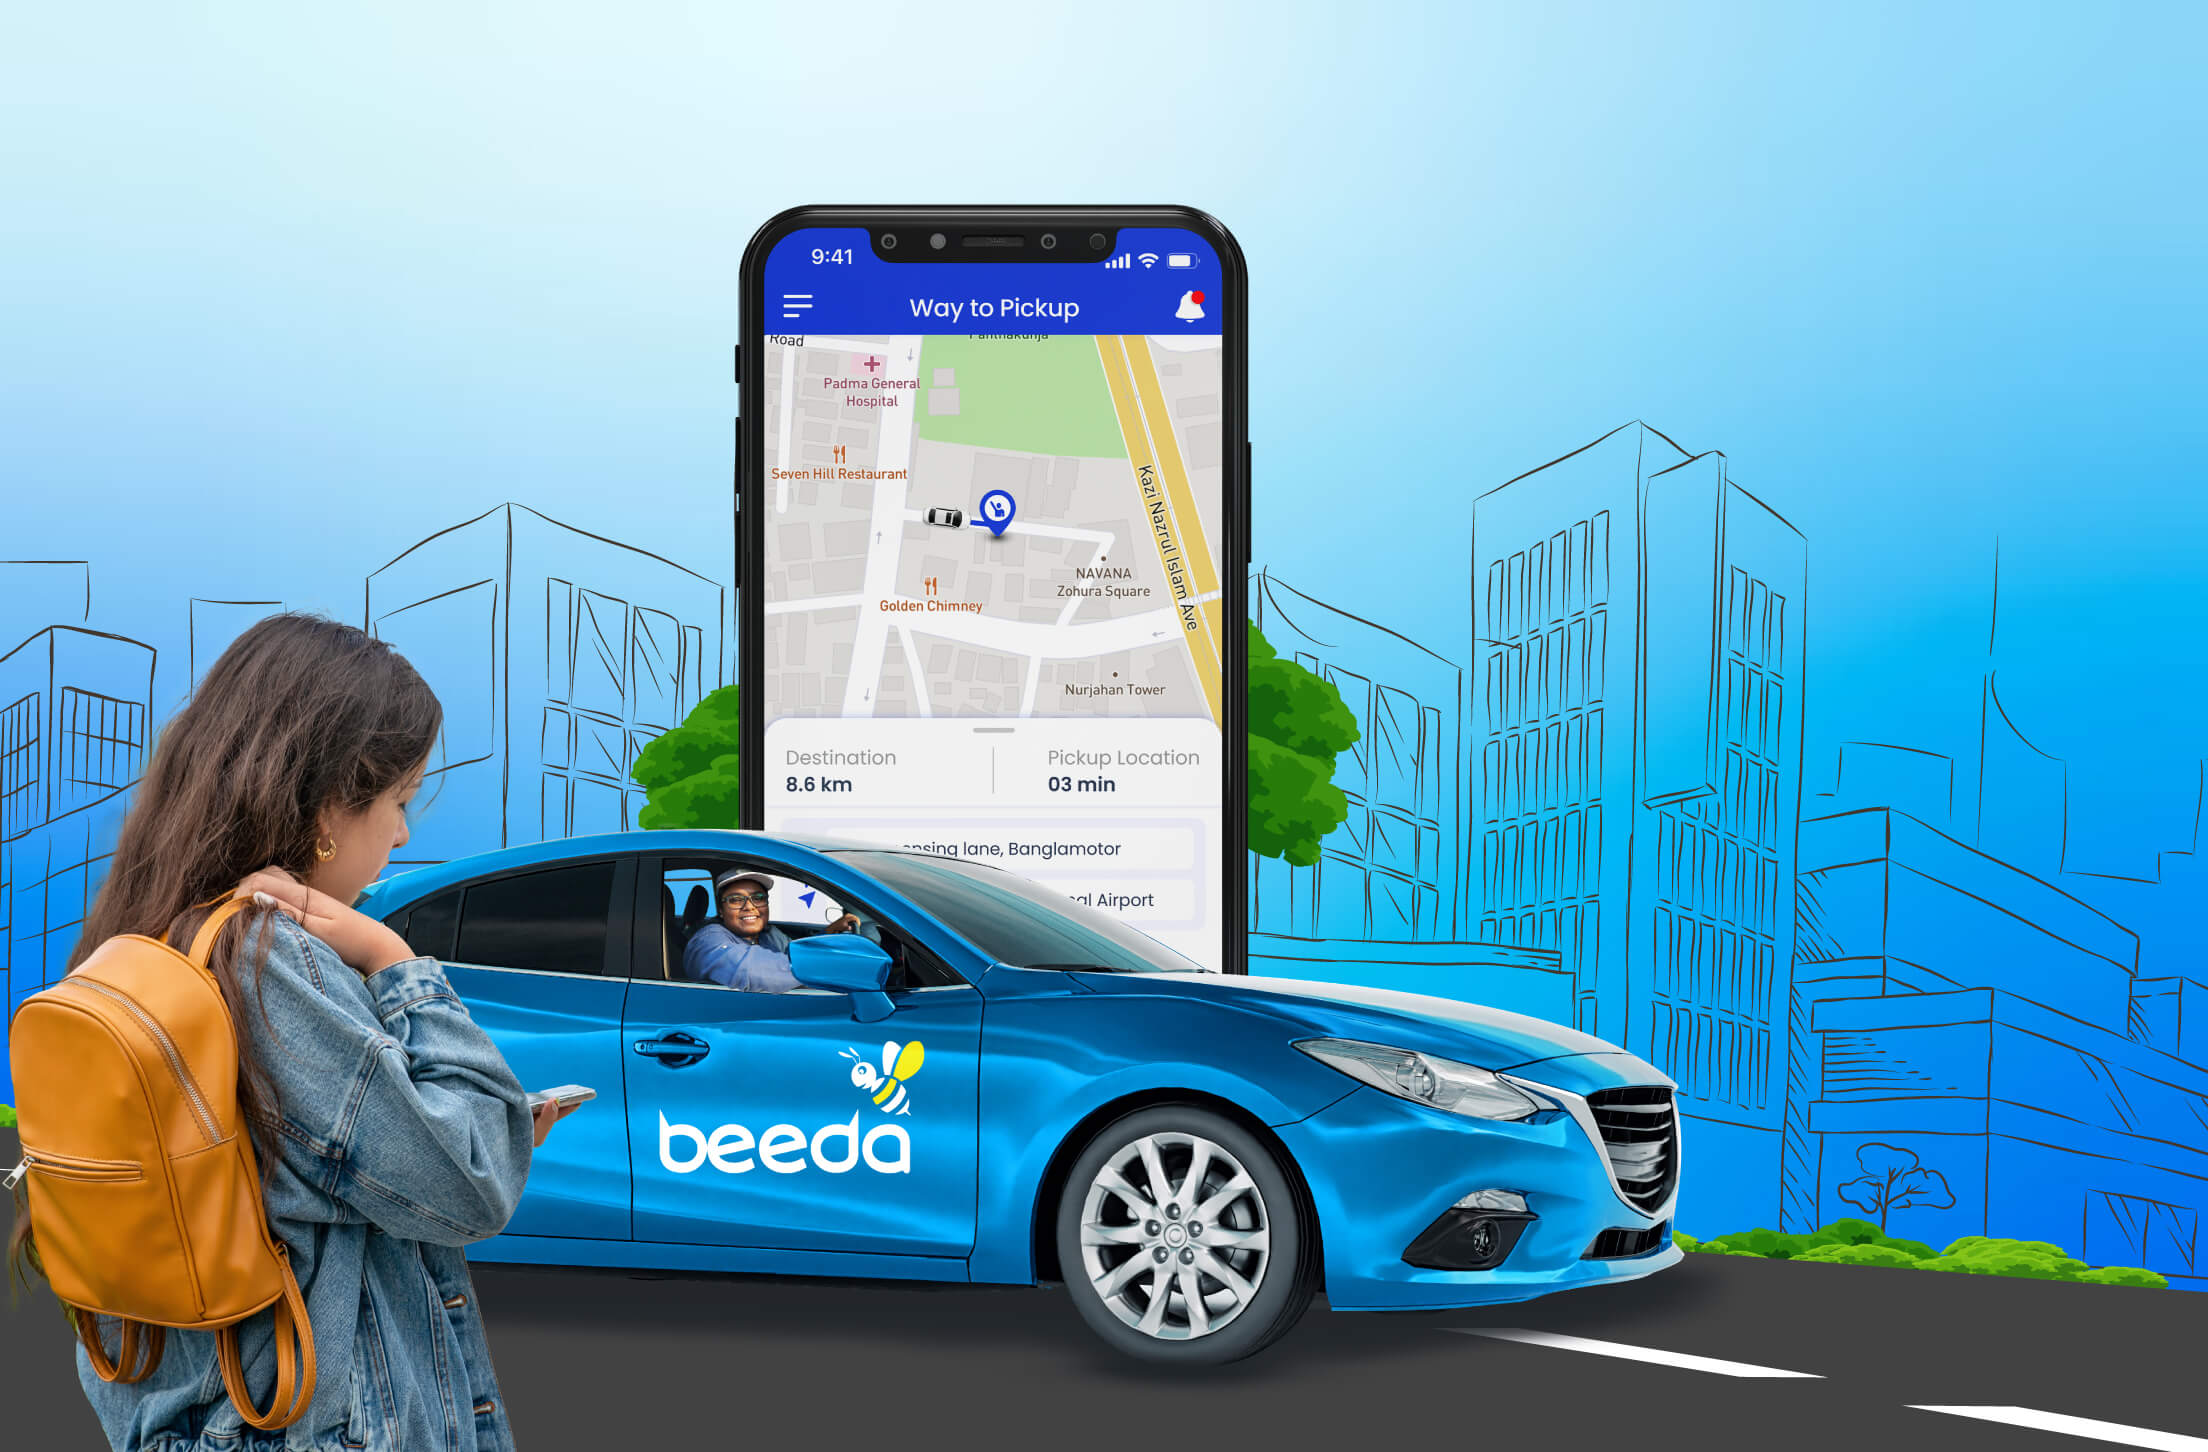 9:41
Way to Pickup
Road
Panthakunja
Padma General
Hospital
Seven Hill Restaurant
Kazi Nazrul Islam Ave
NAVANA
Zohura Square
Golden Chimney
Nurjahan Tower
Destination
Pickup Location
8.6 km
03 min
lane, Banglamotor
Airport
beeda